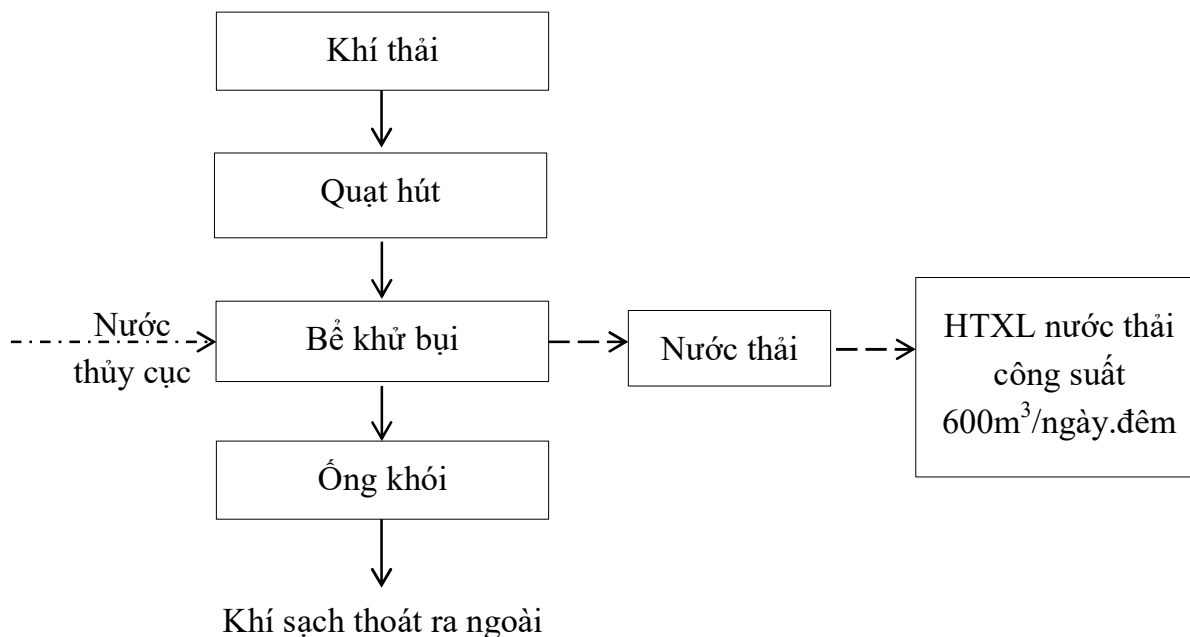 Khí thải
Quạt hút
Nước
thủy cục
Bể khử bụi
Nước thải
HTXL nước thải
công suất
600m³/ngày.đêm
Ống khói
Khí sạch thoát ra ngoài